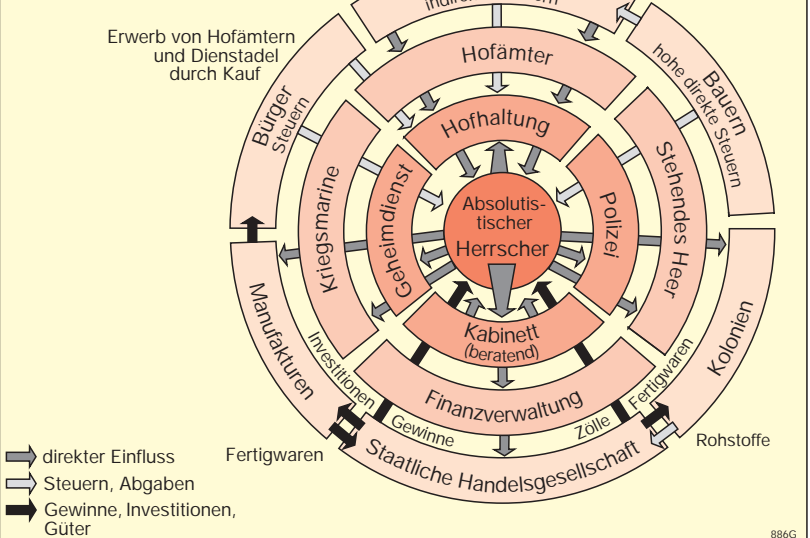 Erwerb von Hofämtern
und Dienstadel
durch Kauf
Hofämter
Bürger
Steuern
Bauern
hohe direkte Steuern
Hofhaltung
Kriegsmarine
Geheimdienst
Absolutis-
tischer
Herrscher
Polizei
Stehendes Heer
Manufakturen
Investitionen
Kabinett
(beratend)
Finanzverwaltung
Gewinne
Zölle
Fertigwaren
Kolonien
Fertigwaren
Staatliche Handelsgesellschaft
Rohstoffe
direkter Einfluss
Steuern, Abgaben
Gewinne, Investitionen,
Güter
886G